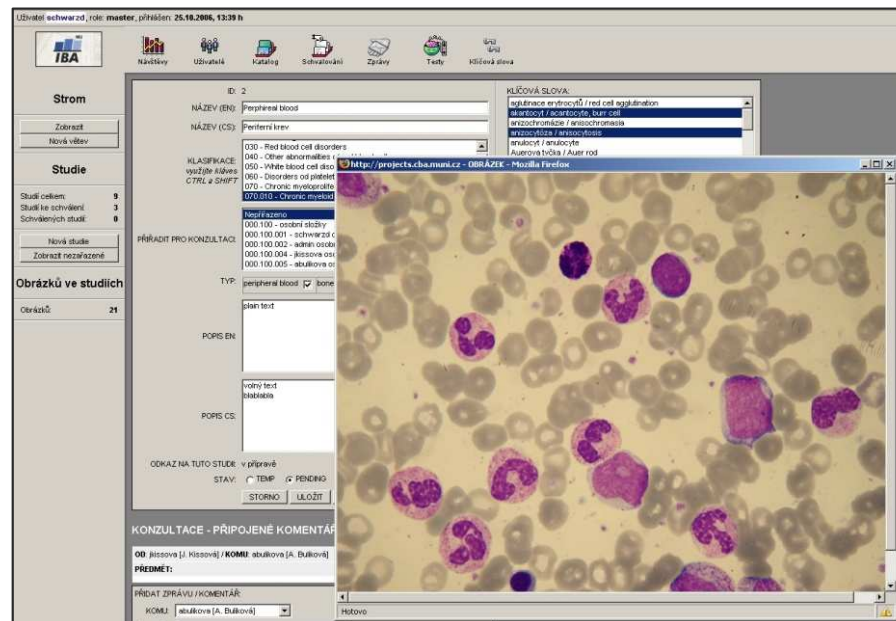 Uživatel schwarzd, role: master, přihlášen: 25.10.2006, 13:39 h
IBA
Návštěvy
Uživatelé
Katalog
Schvalování
Zprávy
Testy
Klíčová slova
Strom
Zobrazit
Nová větev
Studie
Studií celkem: 9
Studií ke schválení: 3
Schválených studií: 0
Nová studie
Zobrazit nezařazené
Obrázků ve studiích
Obrázků: 21
ID: 2
NÁZEV (EN): Perphireal blood
NÁZEV (CS): Periferní krev
KLASIFIKACE:
využijte kláves
CTRL a SHIFT
030 - Red blood cell disorders
040 - Other abnormalities
050 - White blood cell diso
060 - Disorders od platelet
070 - Chronic myeloprolife
070.010 - Chronic myeloid
PŘIŘADIT PRO KONZULTACI:
Nepřiřazeno
000.100 - osobní složky
000.100.001 - schwarzd o
000.100.002 - admin osob
000.100.004 - jkissova oso
000.100.005 - abulikova os
TYP: peripheral blood bone
POPIS EN:
plain text
POPIS CS:
volný text
blablabla
ODKAZ NA TUTO STUDII: v přípravě
STAV: TEMP PENDING
STORNO ULOŽIT
KLÍČOVÁ SLOVA:
aglutinace erytrocytů / red cell agglutination
akantocyt / acantocyte, burr cell
anizochromázie / anisochromasia
anizocytóza / anisocytosis
anulocyt / anulocyte
Auerova tyčka / Auer rod
http://projects.cba.muni.cz - OBRÁZEK - Mozilla Firefox
Hotovo
KONZULTACE - PŘIPOJENÉ KOMENTÁŘ
OD: jkissova [J. Kissová] / KOMU: abulikova [A. Buliková]
PŘEDMĚT:
PŘIDAT ZPRÁVU / KOMENTÁŘ:
KOMU: abulikova [A. Buliková]